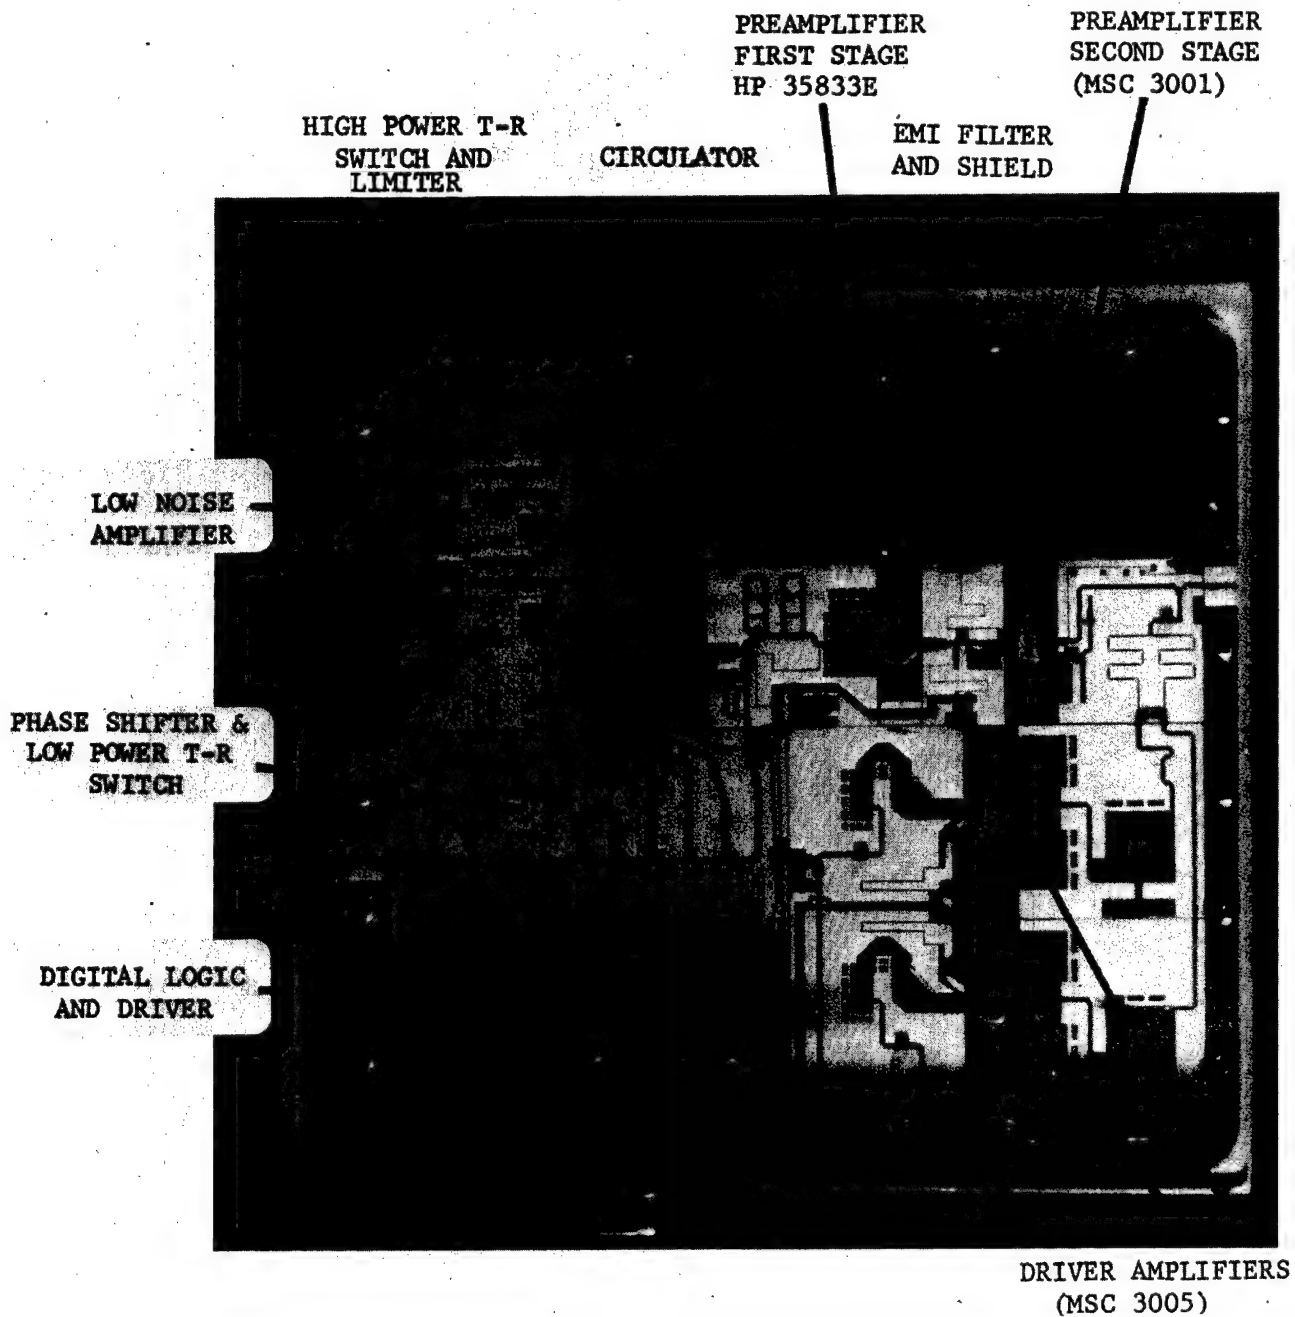 PREAMPLIFIER
FIRST STAGE
HP 35833E
PREAMPLIFIER
SECOND STAGE
(MSC 3001)
HIGH POWER T-R
SWITCH AND
LIMITER
CIRCULATOR
EMI FILTER
AND SHIELD
LOW NOISE
AMPLIFIER
PHASE SHIFTER &
LOW POWER T-R
SWITCH
DIGITAL LOGIC
AND DRIVER
DRIVER AMPLIFIERS
(MSC 3005)